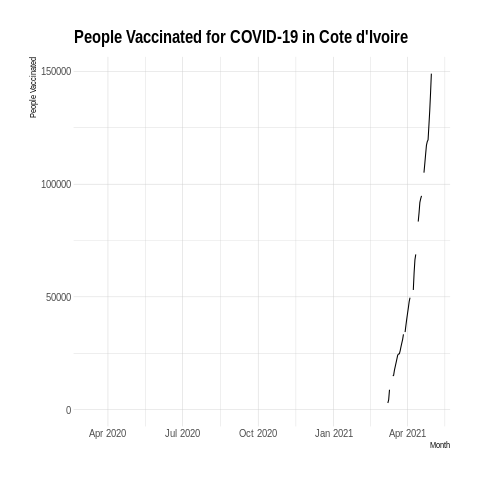 People Vaccinated for COVID-19 in Cote d'Ivoire
People Vaccinated
150000
100000
50000
0
Apr 2020 Jul 2020 Oct 2020 Jan 2021 Apr 2021
Month